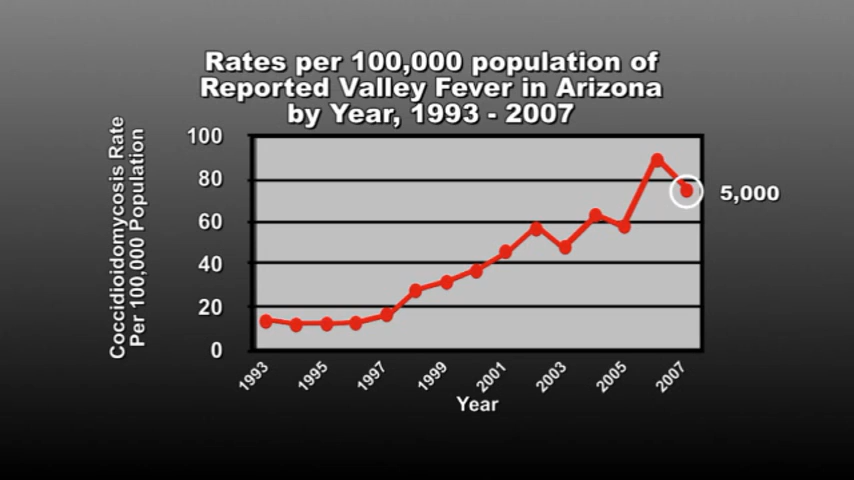 Rates per 100,000 population of
Reported Valley Fever in Arizona
by Year, 1993 - 2007
Coccidioidomycosis Rate
Per 100,000 Population
100
80
60
40
20
0
5,000
1993
1995
1997
1999
2001
2003
2005
2007
Year